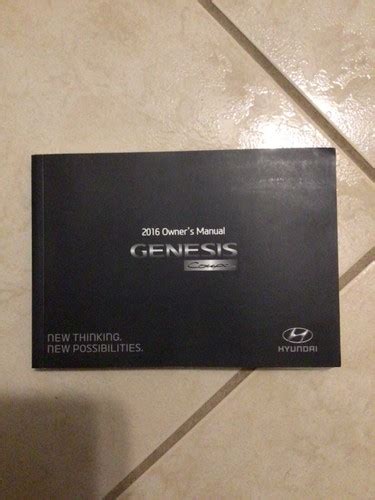 2016 Owner's Manual
GENESIS
Coupe
NEW THINKING.
NEW POSSIBILITIES.
HYUNDAI